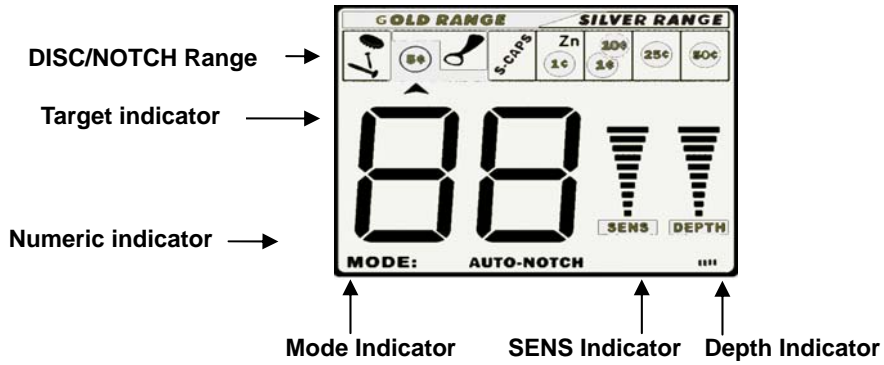 GOLD RANGE SILVER RANGE
DISC/NOTCH Range
5¢ S-CAPS Zn 1¢ 10¢ 1¢ 25¢ 50¢
Target indicator
88
Numeric indicator
SENS DEPTH
MODE: AUTO-NOTCH
Mode Indicator SENS Indicator Depth Indicator